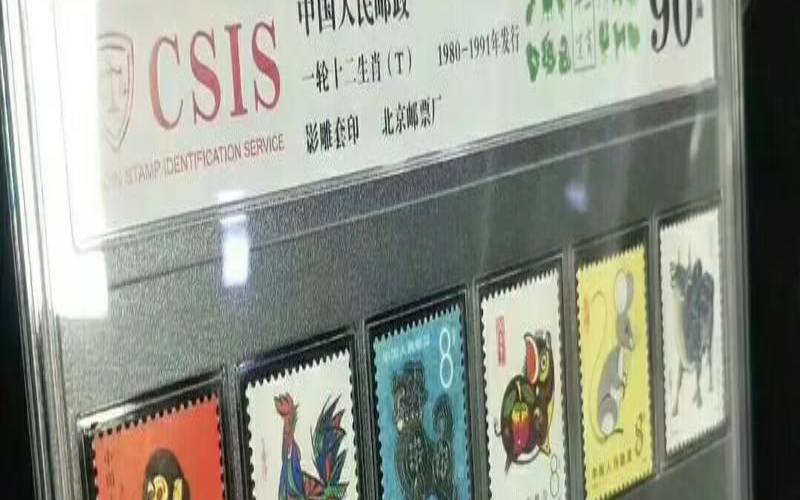 中国人民邮政
CSIS
一轮十二生肖（T）
1980-1991年发行
90
影雕套印
北京邮票厂
STAMP IDENTIFICATION SERVICE
8
中国人民邮政
8